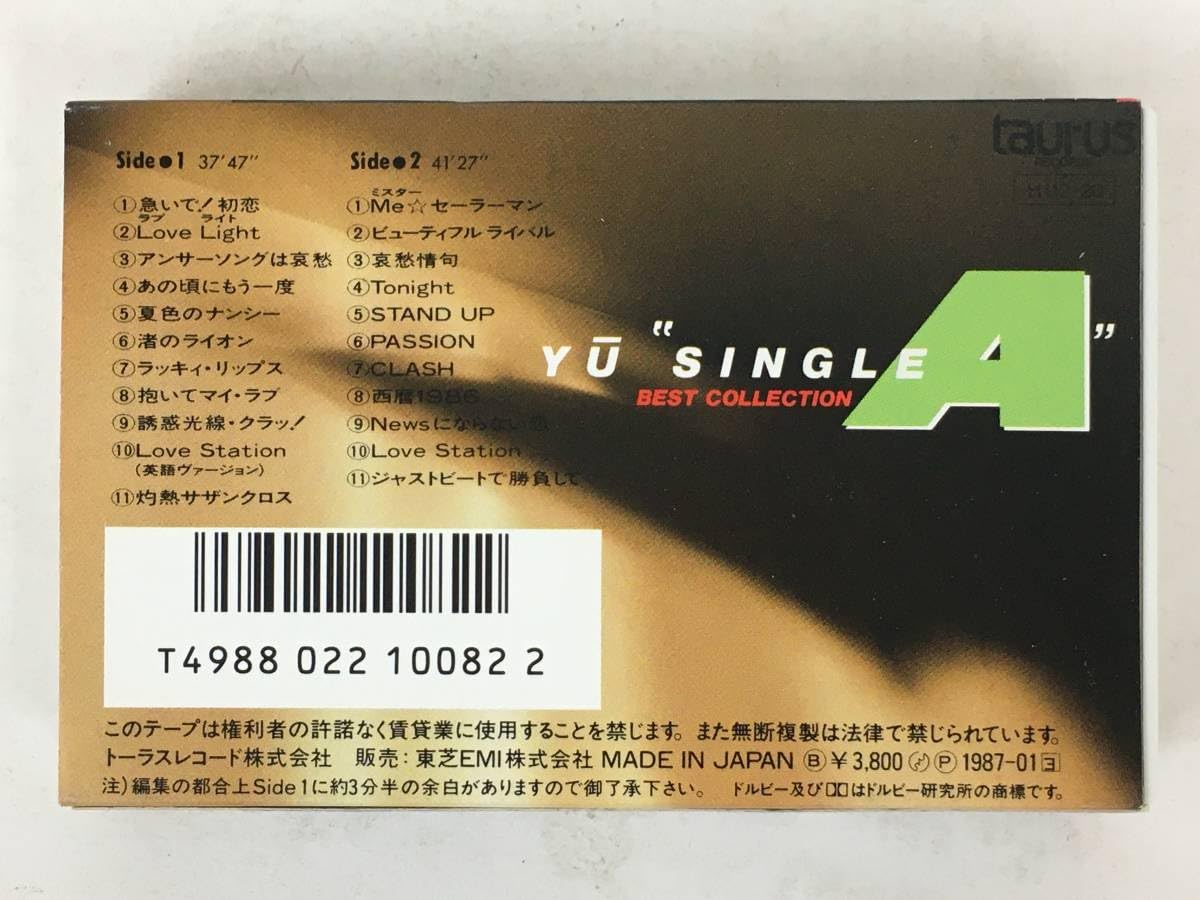 taurus
Side●1 37'47"
①急いで!初恋
ラブ ライト
②Love Light
③アンサーソングは哀愁
④あの頃にもう一度
⑤夏色のナンシー
⑥渚のライオン
⑦ラッキィ・リップス
⑧抱いてマイ・ラブ
⑨誘惑光線・クラッ!
⑩Love Station
(英語ヴァージョン)
⑪灼熱サザンクロス
Side●2 41'27"
ミスター
①Me☆セーラーマン
②ビューティフル ライバル
③哀愁情句
④Tonight
⑤STAND UP
⑥PASSION
⑦CLASH
⑧西暦1986
⑨Newsにならない恋
⑩Love Station
⑪ジャストビートで勝負して
YŪ "SINGLE A"
BEST COLLECTION
T4988 022 10082 2
このテープは権利者の許諾なく賃貸業に使用することを禁じます。また無断複製は法律で禁じられています。
トーラスレコード株式会社 販売:東芝EMI株式会社 MADE IN JAPAN Ⓑ¥3,800 Ⓟ1987-01ヨ
注)編集の都合上Side 1に約3分半の余白がありますので御了承下さい。 ドルビー及びはドルビー研究所の商標です。